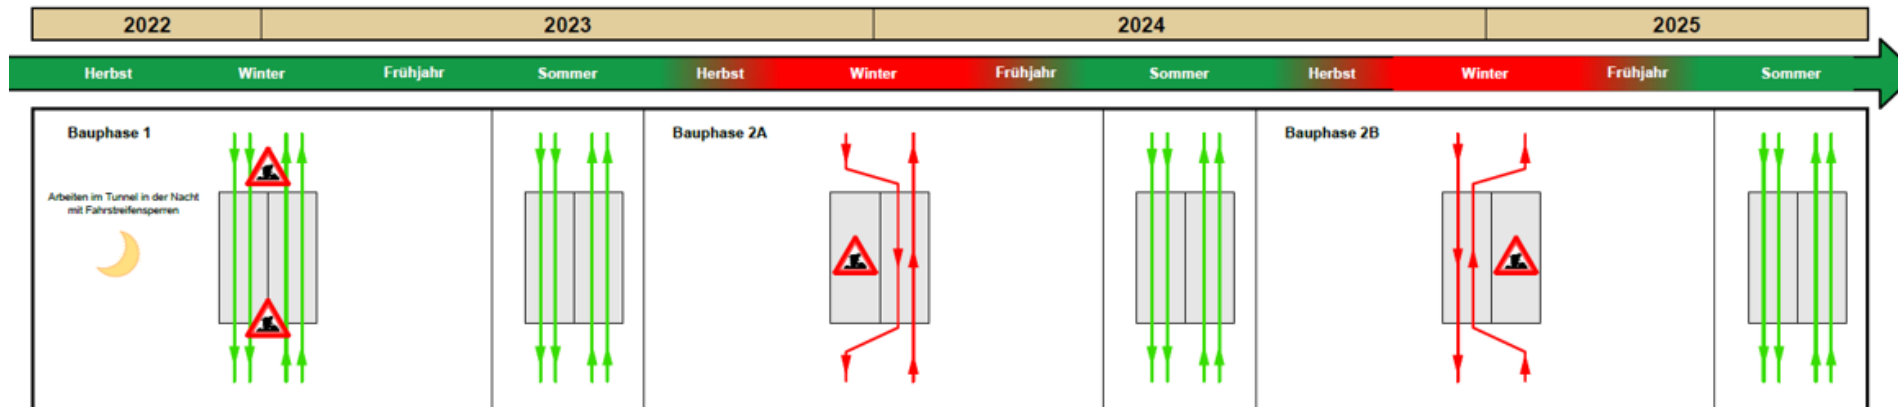 2022 2023 2024 2025
Herbst Winter Frühjahr Sommer Herbst Winter Frühjahr Sommer Herbst Winter Frühjahr Sommer
Bauphase 1 Bauphase 2A Bauphase 2B
Arbeiten im Tunnel in der Nacht
mit Fahrstreifensperren